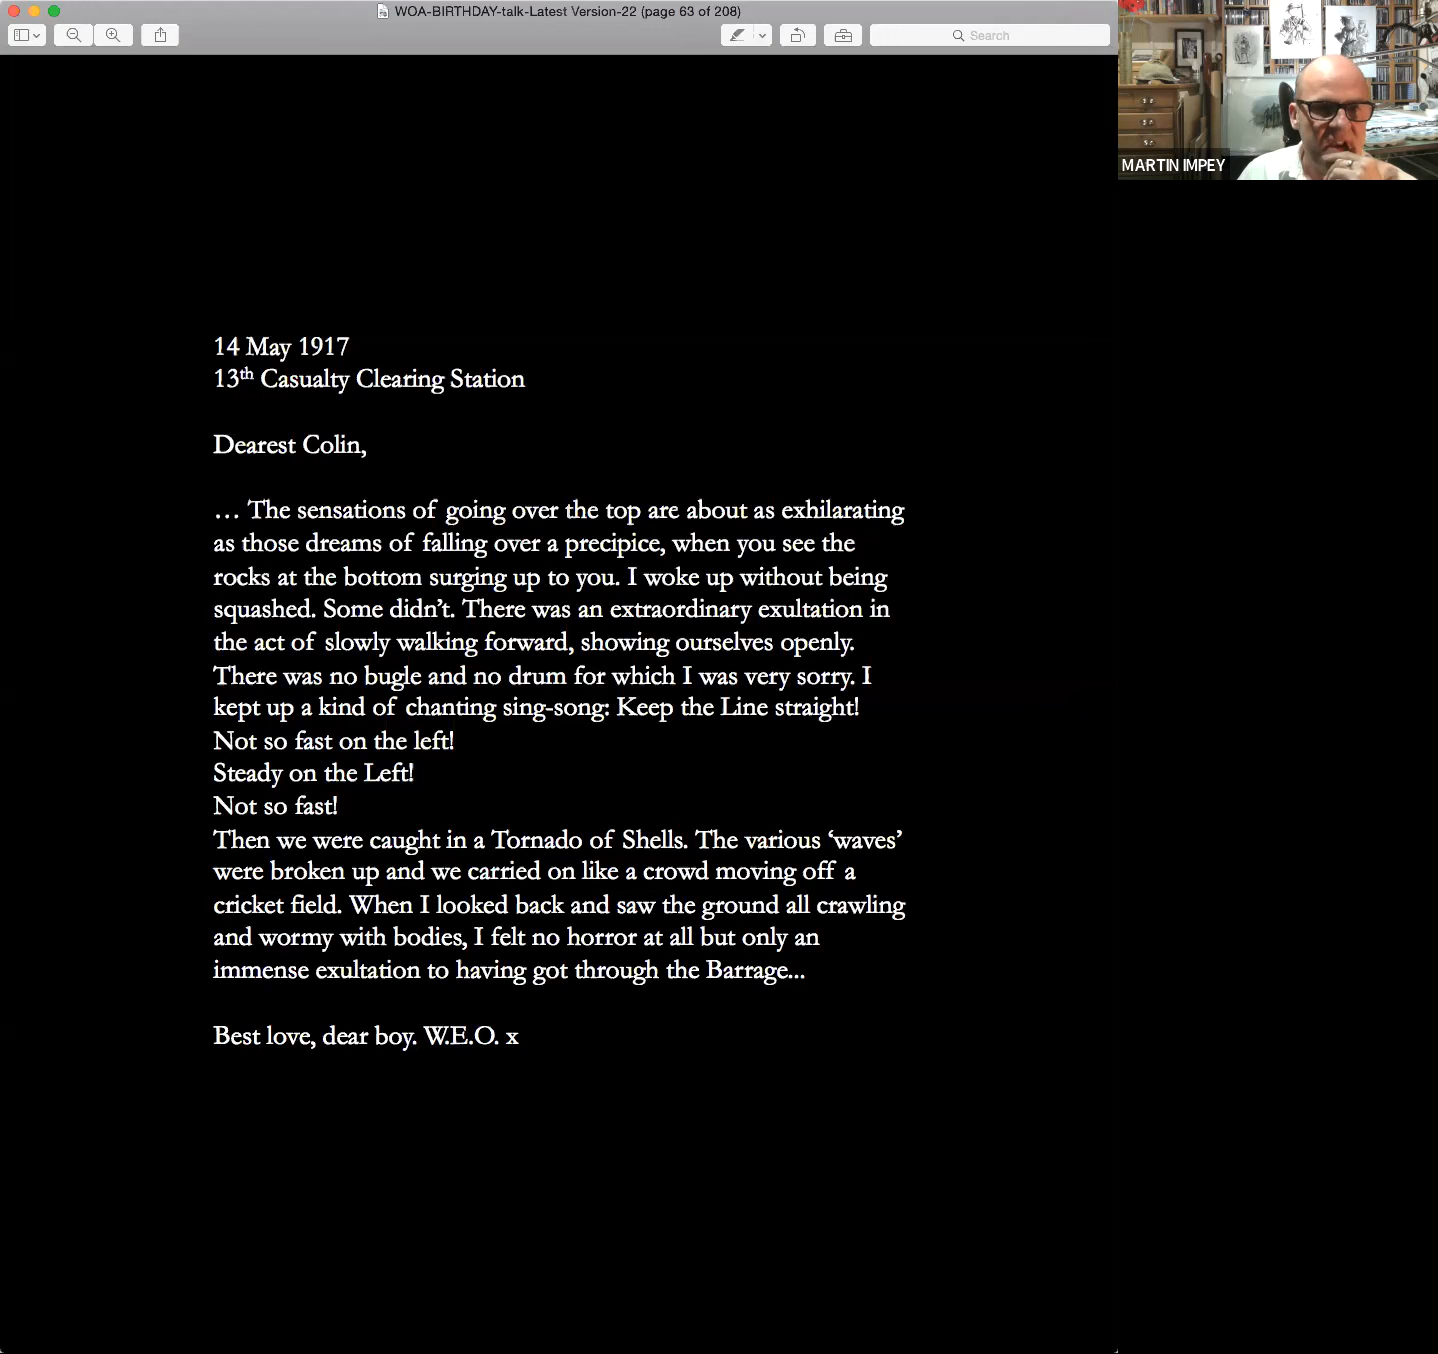 WOA-BIRTHDAY-talk-Latest Version-22 (page 63 of 208)
Search
MARTIN IMPEY
14 May 1917
13th Casualty Clearing Station
Dearest Colin,
… The sensations of going over the top are about as exhilarating
as those dreams of falling over a precipice, when you see the
rocks at the bottom surging up to you. I woke up without being
squashed. Some didn’t. There was an extraordinary exultation in
the act of slowly walking forward, showing ourselves openly.
There was no bugle and no drum for which I was very sorry. I
kept up a kind of chanting sing-song: Keep the Line straight!
Not so fast on the left!
Steady on the Left!
Not so fast!
Then we were caught in a Tornado of Shells. The various ‘waves’
were broken up and we carried on like a crowd moving off a
cricket field. When I looked back and saw the ground all crawling
and wormy with bodies, I felt no horror at all but only an
immense exultation to having got through the Barrage...
Best love, dear boy. W.E.O. x